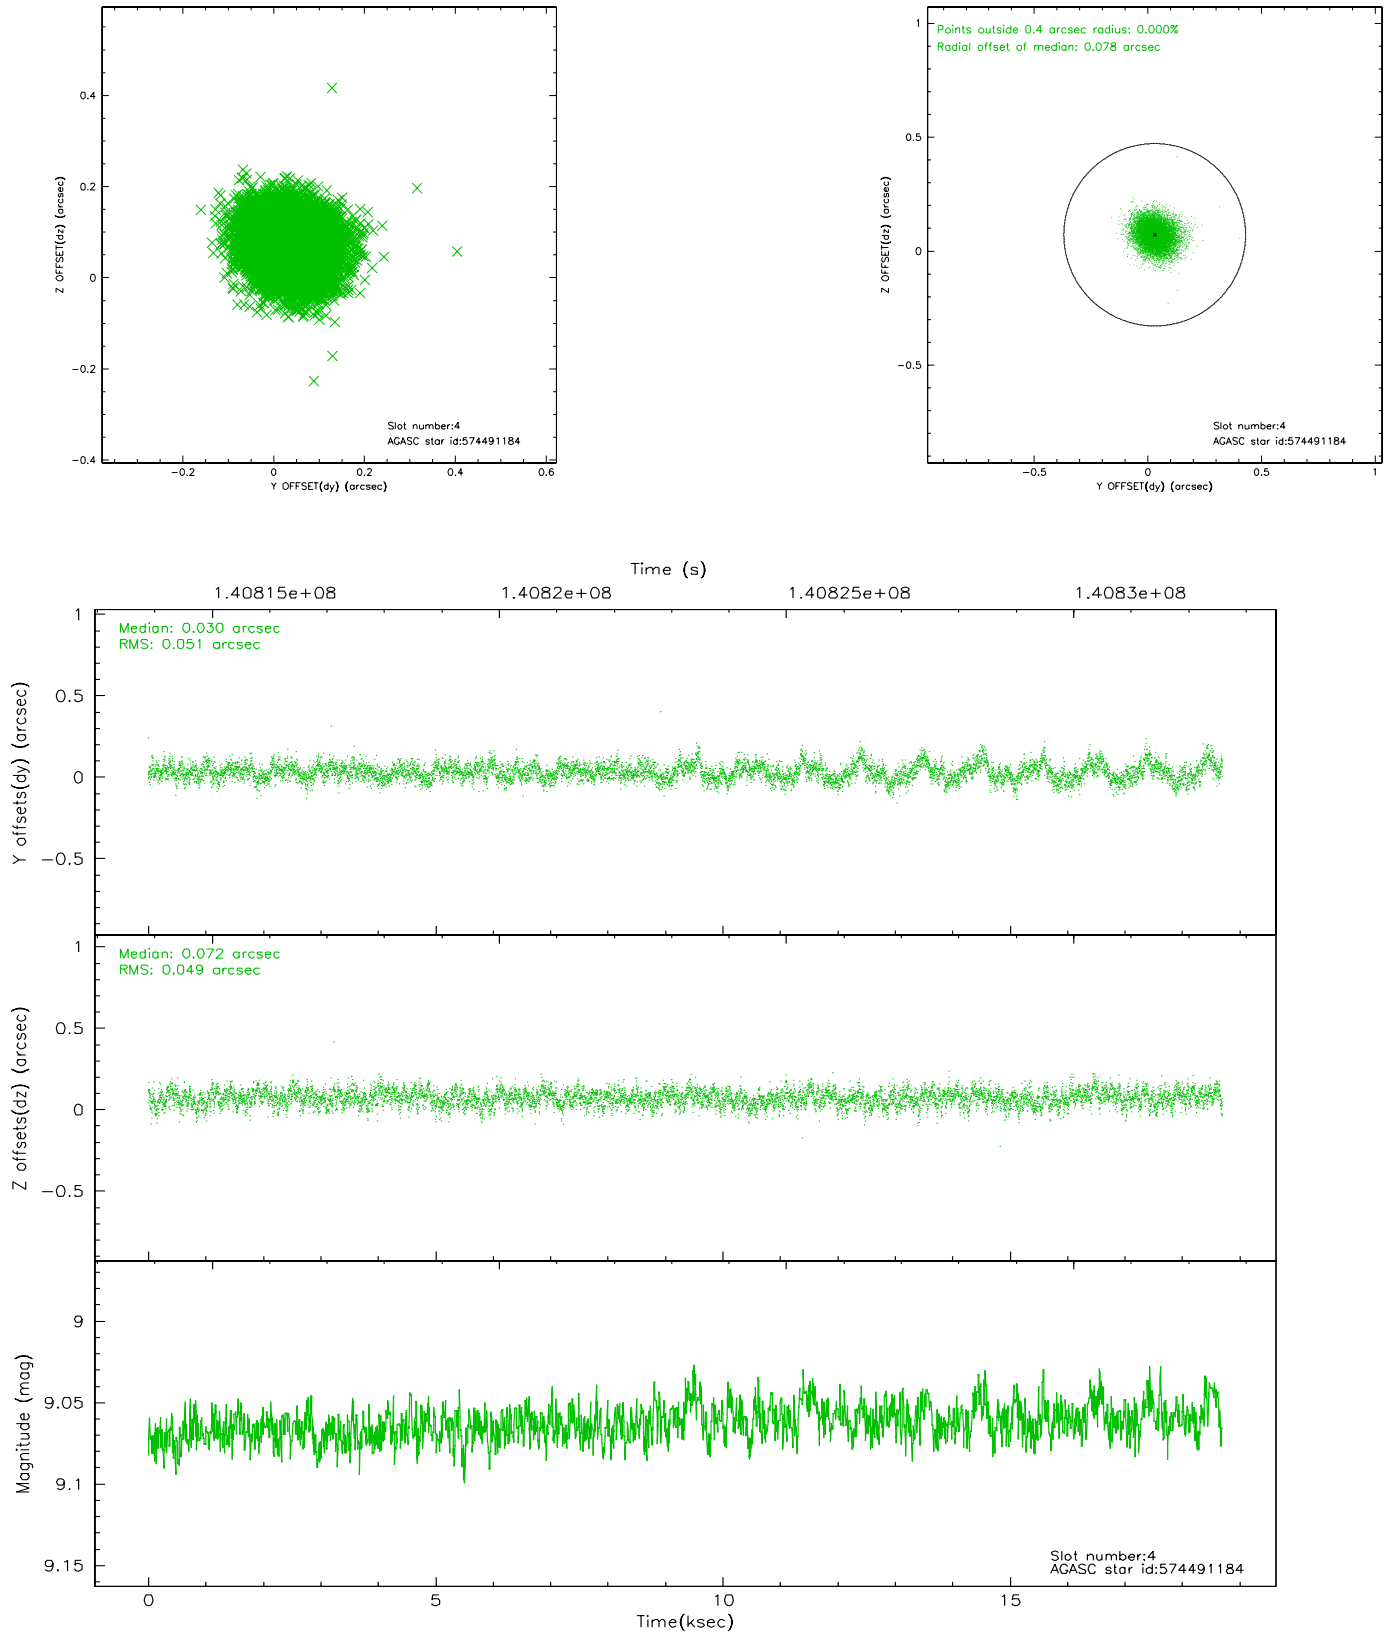 0.4
0.2
0
−0.2
−0.4
Z OFFSET(dz) (arcsec)
Slot number:4
AGASC star id:574491184
−0.2
0
0.2
0.4
0.6
Y OFFSET(dy) (arcsec)
Points outside 0.4 arcsec radius: 0.000%
Radial offset of median: 0.078 arcsec
1
0.5
0
−0.5
Z OFFSET(dz) (arcsec)
Slot number:4
AGASC star id:574491184
−0.5
0
0.5
1
Y OFFSET(dy) (arcsec)
Time (s)
1.40815e+08
1.4082e+08
1.40825e+08
1.4083e+08
Median: 0.030 arcsec
RMS: 0.051 arcsec
1
0.5
0
−0.5
Y offsets(dy) (arcsec)
Median: 0.072 arcsec
RMS: 0.049 arcsec
1
0.5
0
−0.5
Z offsets(dz) (arcsec)
9
9.05
9.1
9.15
Magnitude (mag)
Slot number:4
AGASC star id:574491184
0
5
10
15
Time(ksec)